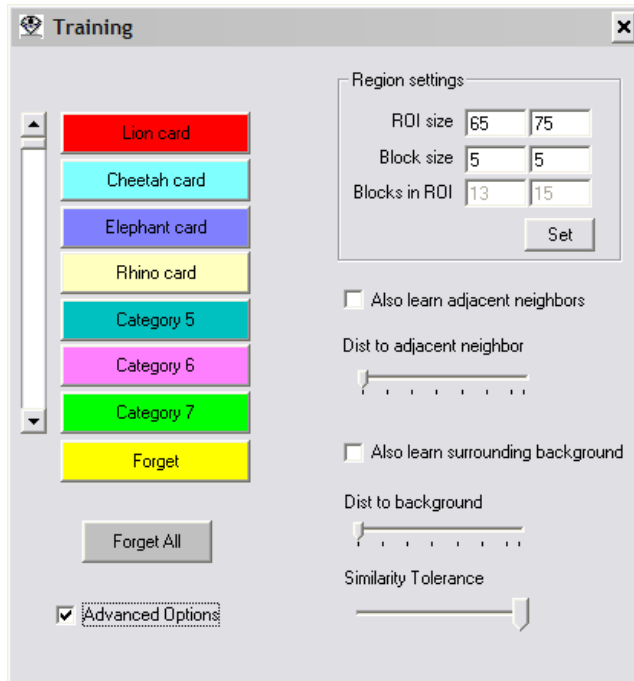 Training
Lion card
Cheetah card
Elephant card
Rhino card
Category 5
Category 6
Category 7
Forget
Forget All
Advanced Options
Region settings
ROI size 65 75
Block size 5 5
Blocks in ROI 13 15
Set
Also learn adjacent neighbors
Dist to adjacent neighbor
Also learn surrounding background
Dist to background
Similarity Tolerance